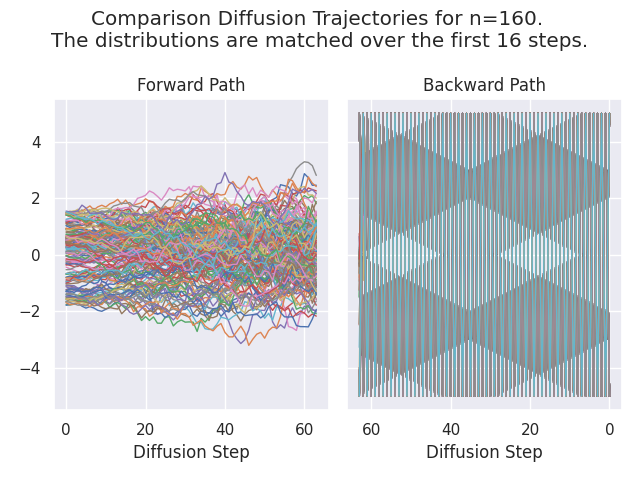 Comparison Diffusion Trajectories for n=160.
The distributions are matched over the first 16 steps.
Forward Path
Backward Path
4
2
0
−2
−4
0 20 40 60
60 40 20 0
Diffusion Step
Diffusion Step